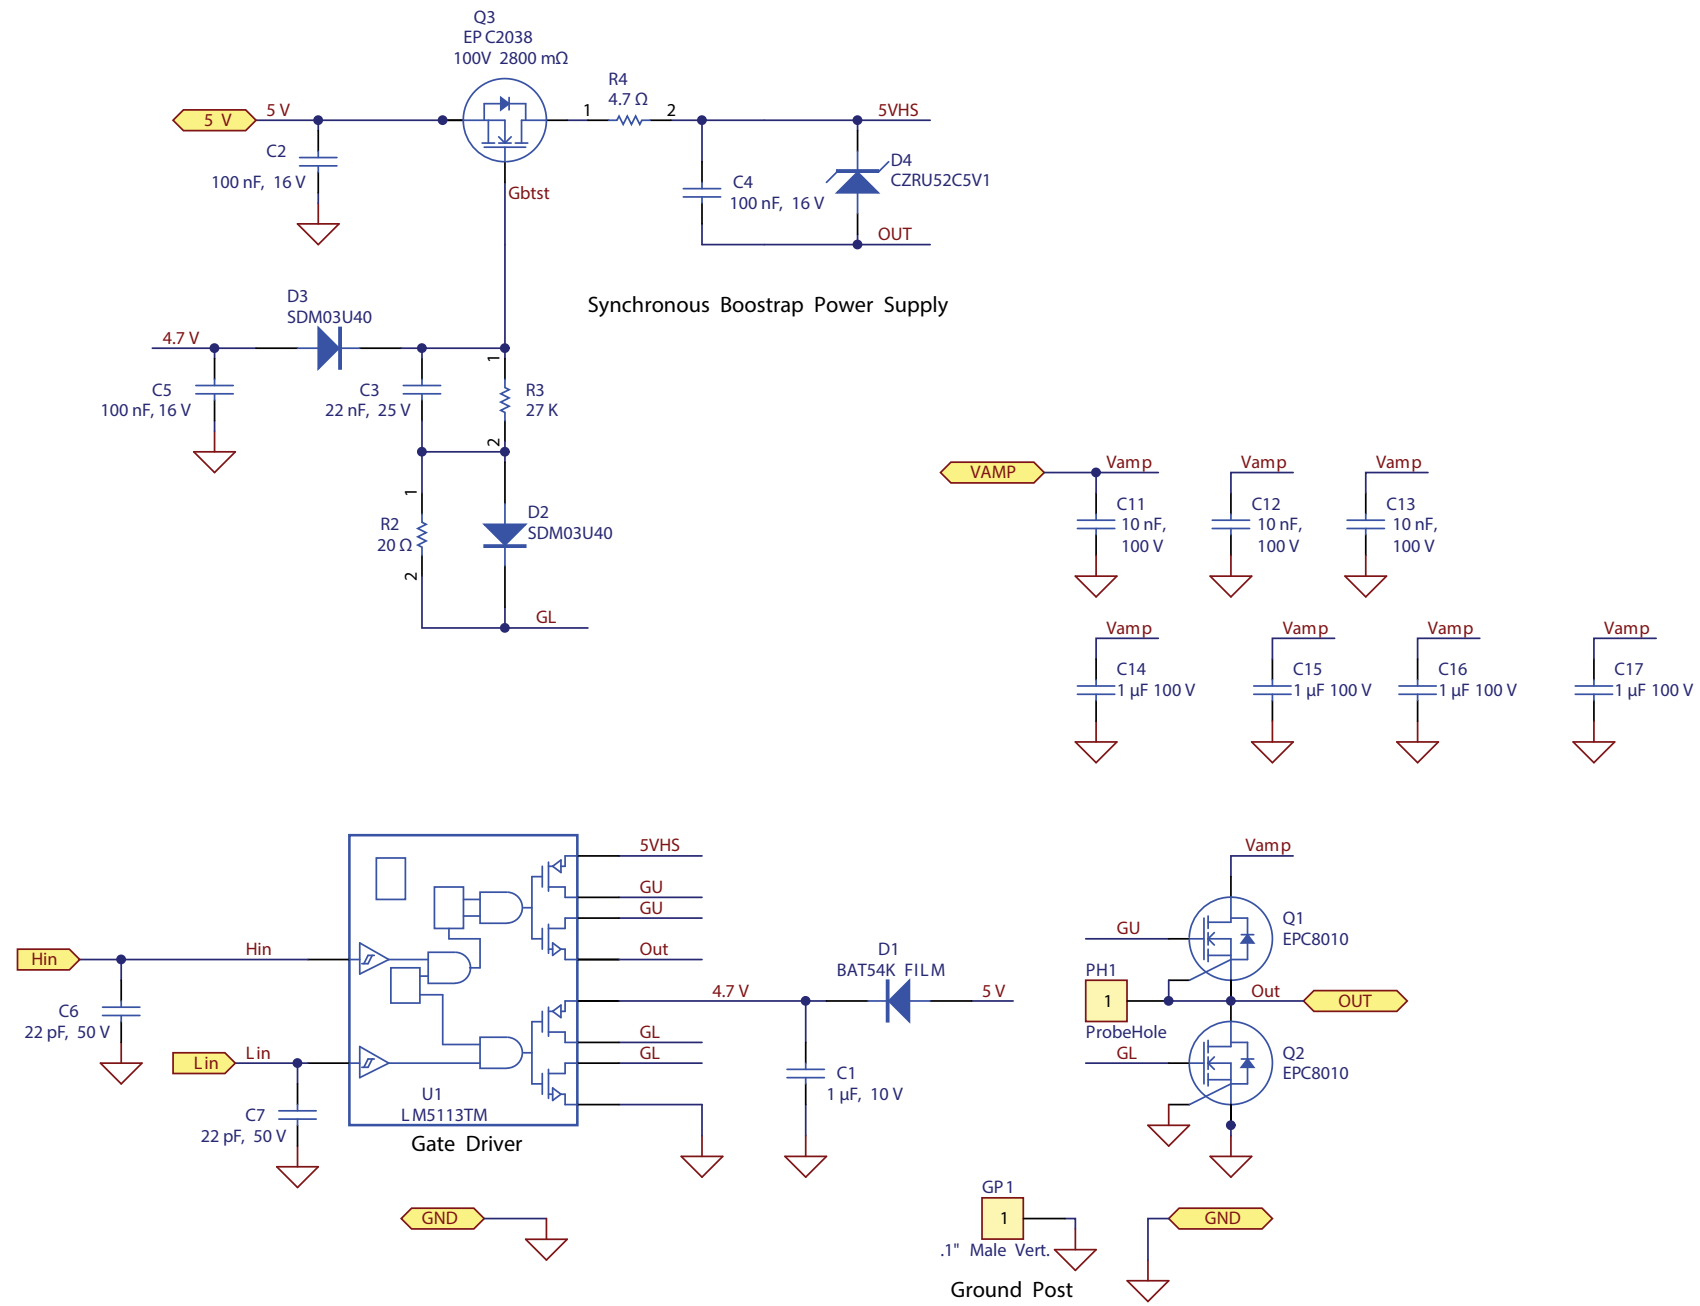 Q3
EPC2038
100V 2800 mΩ
5 V
5 V
C2
100 nF, 16 V
R4
4.7 Ω
1
2
5VHS
C4
100 nF, 16 V
D4
CZRU52C5V1
OUT
Gbtst
Synchronous Boostrap Power Supply
D3
SDM03U40
4.7 V
C5
100 nF, 16 V
C3
22 nF, 25 V
1
R3
27 K
2
1
R2
20 Ω
2
D2
SDM03U40
GL
VAMP
Vamp
C11
10 nF,
100 V
Vamp
C12
10 nF,
100 V
Vamp
C13
10 nF,
100 V
Vamp
C14
1 µF 100 V
Vamp
C15
1 µF 100 V
Vamp
C16
1 µF 100 V
Vamp
C17
1 µF 100 V
Hin
Hin
C6
22 pF, 50 V
Lin
Lin
C7
22 pF, 50 V
U1
LM5113TM
Gate Driver
5VHS
GU
GU
Out
4.7 V
GL
GL
D1
BAT54K FILM
5 V
C1
1 µF, 10 V
Vamp
Q1
EPC8010
GU
PH1
1
ProbeHole
Out
OUT
GL
Q2
EPC8010
GND
GP1
1
.1" Male Vert.
Ground Post
GND